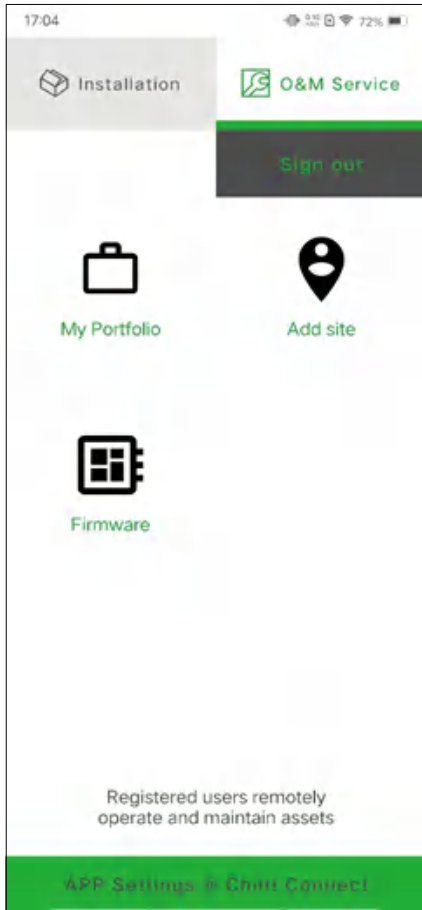 17:04
72%
Installation
O&M Service
Sign out
My Portfolio
Add site
Firmware
Registered users remotely
operate and maintain assets
APP Settings @ Chint Connect